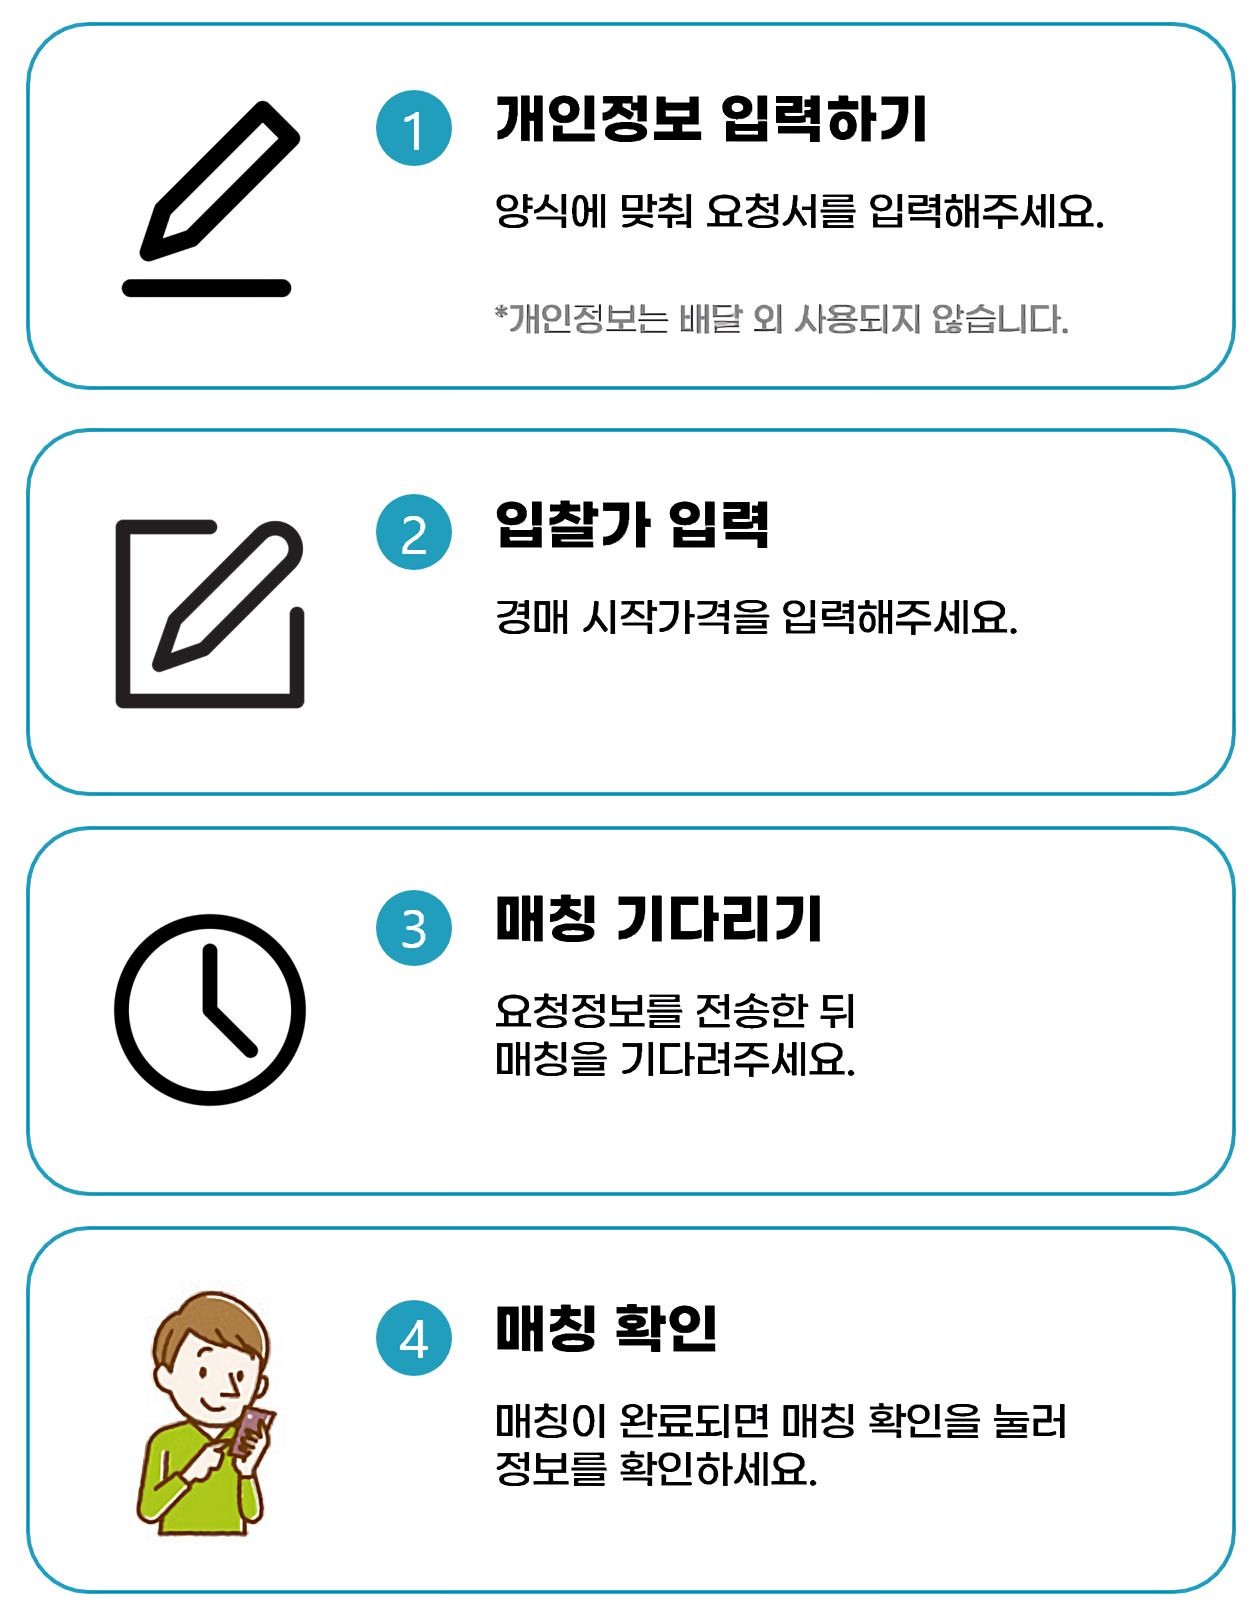 1 개인정보 입력하기
양식에 맞춰 요청서를 입력해주세요.
*개인정보는 배달 외 사용되지 않습니다.
2 입찰가 입력
경매 시작가격을 입력해주세요.
3 매칭 기다리기
요청정보를 전송한 뒤
매칭을 기다려주세요.
4 매칭 확인
매칭이 완료되면 매칭 확인을 눌러
정보를 확인하세요.